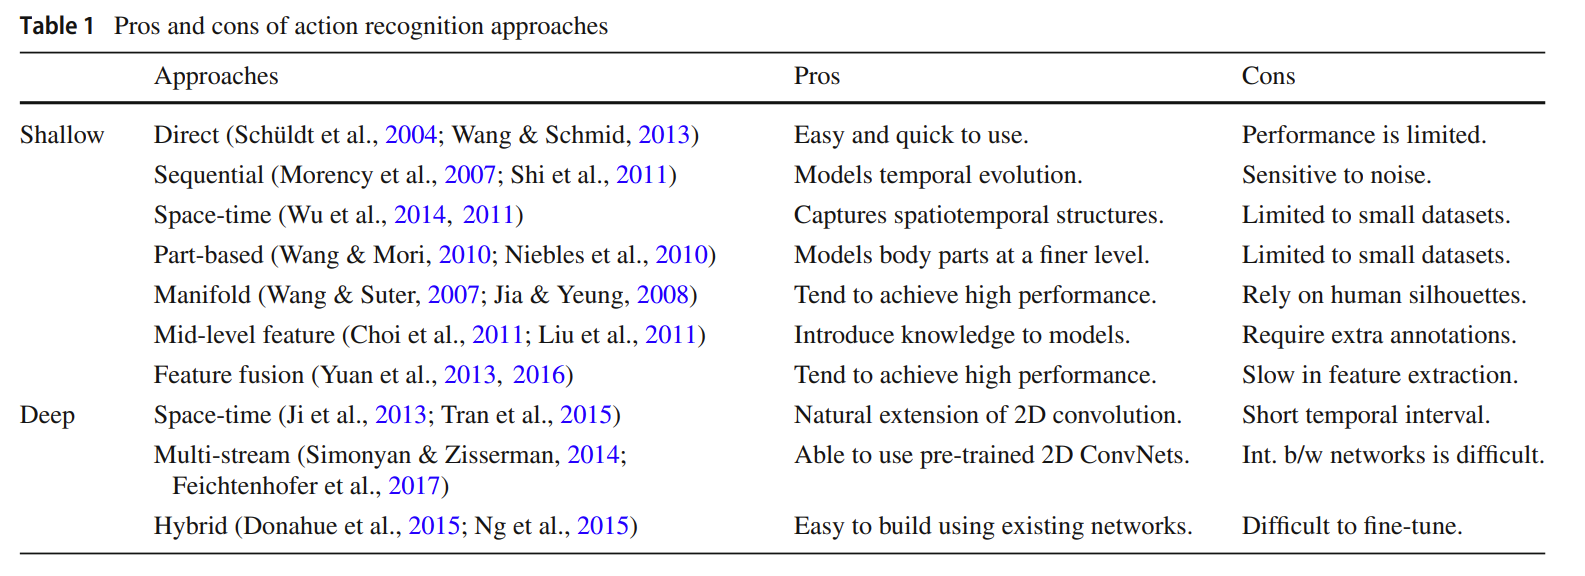 Table 1 Pros and cons of action recognition approaches
Approaches Pros Cons
Shallow Direct (Schüldt et al., 2004; Wang & Schmid, 2013) Easy and quick to use. Performance is limited.
Sequential (Morency et al., 2007; Shi et al., 2011) Models temporal evolution. Sensitive to noise.
Space-time (Wu et al., 2014, 2011) Captures spatiotemporal structures. Limited to small datasets.
Part-based (Wang & Mori, 2010; Niebles et al., 2010) Models body parts at a finer level. Limited to small datasets.
Manifold (Wang & Suter, 2007; Jia & Yeung, 2008) Tend to achieve high performance. Rely on human silhouettes.
Mid-level feature (Choi et al., 2011; Liu et al., 2011) Introduce knowledge to models. Require extra annotations.
Feature fusion (Yuan et al., 2013, 2016) Tend to achieve high performance. Slow in feature extraction.
Deep Space-time (Ji et al., 2013; Tran et al., 2015) Natural extension of 2D convolution. Short temporal interval.
Multi-stream (Simonyan & Zisserman, 2014; Able to use pre-trained 2D ConvNets. Int. b/w networks is difficult.
Feichtenhofer et al., 2017)
Hybrid (Donahue et al., 2015; Ng et al., 2015) Easy to build using existing networks. Difficult to fine-tune.